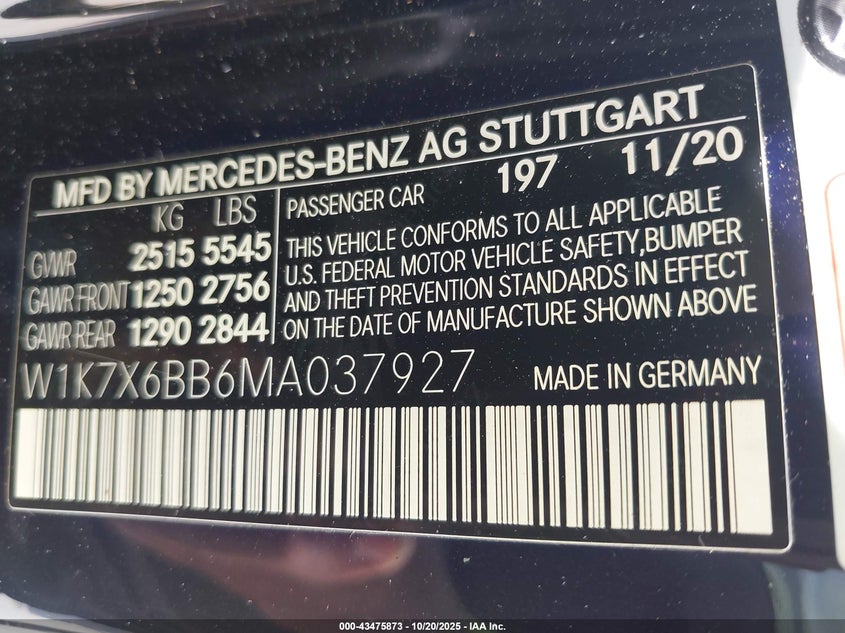 MFD BY MERCEDES-BENZ AG STUTTGART
KG LBS
GVWR 2515 5545
GAWR FRONT 1250 2756
GAWR REAR 1290 2844
PASSENGER CAR 197 11/20
THIS VEHICLE CONFORMS TO ALL APPLICABLE
U.S. FEDERAL MOTOR VEHICLE SAFETY,BUMPER
AND THEFT PREVENTION STANDARDS IN EFFECT
ON THE DATE OF MANUFACTURE SHOWN ABOVE
W1K7X6BB6MA037927 MADE IN GERMANY
000-43475873 - 10/20/2025 - IAA Inc.